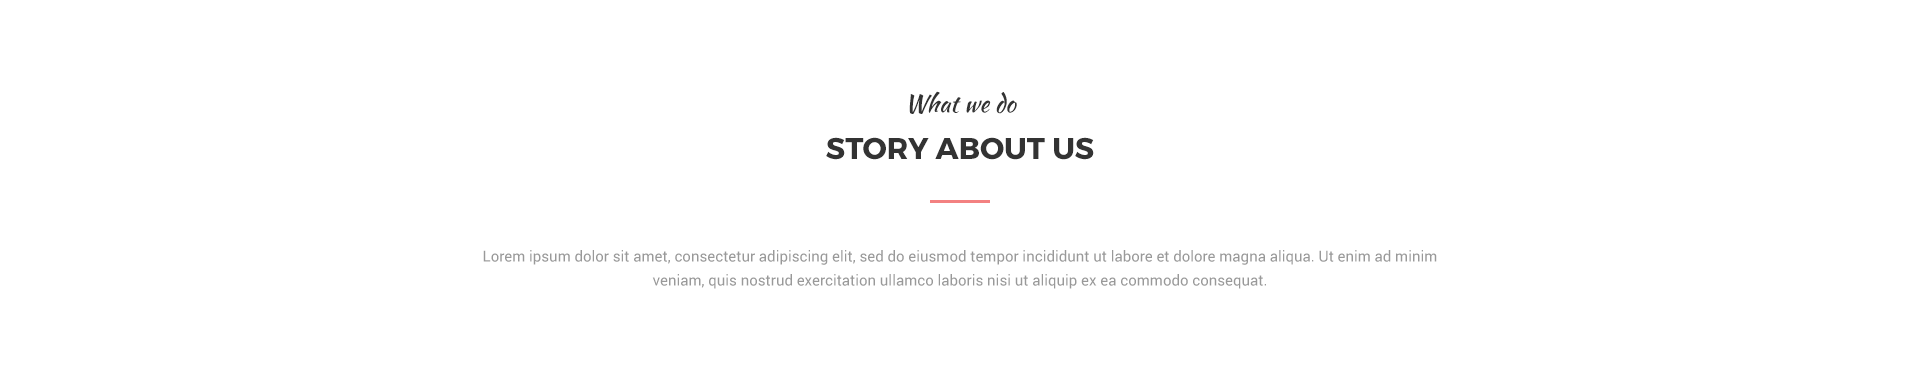 What we do
STORY ABOUT US
Lorem ipsum dolor sit amet, consectetur adipiscing elit, sed do eiusmod tempor incididunt ut labore et dolore magna aliqua. Ut enim ad minim
veniam, quis nostrud exercitation ullamco laboris nisi ut aliquip ex ea commodo consequat.